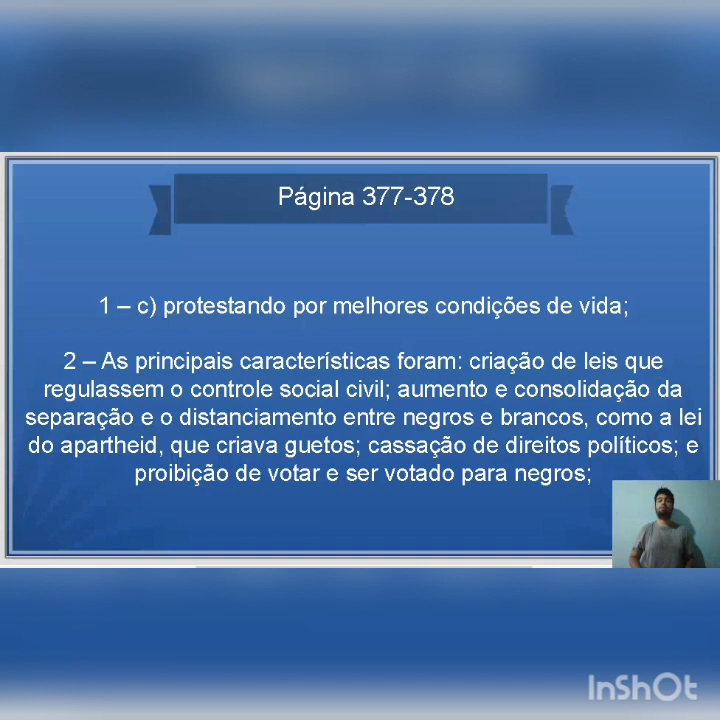 Página 377-378
1 – c) protestando por melhores condições de vida;
2 – As principais características foram: criação de leis que
regulassem o controle social civil; aumento e consolidação da
separação e o distanciamento entre negros e brancos, como a lei
do apartheid, que criava guetos; cassação de direitos políticos; e
proibição de votar e ser votado para negros;
InShOt